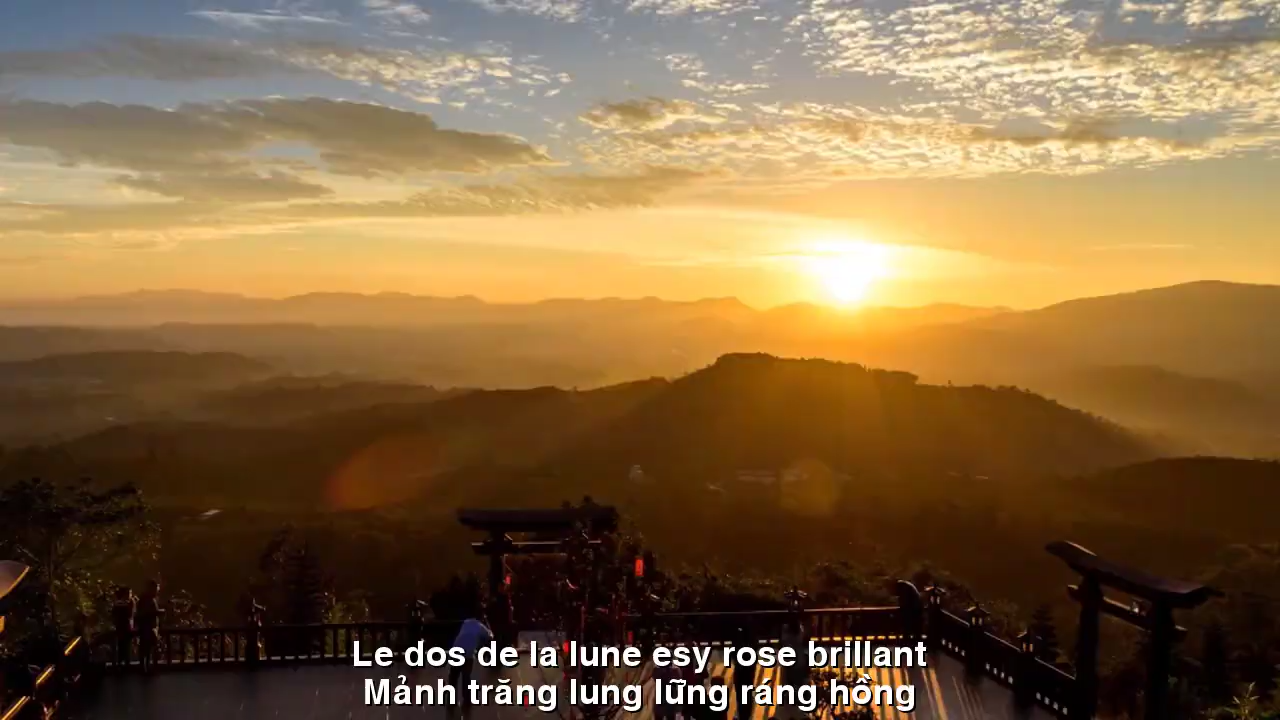 Le dos de la lune esy rose brillant
Mảnh trăng lung lững ráng hồng